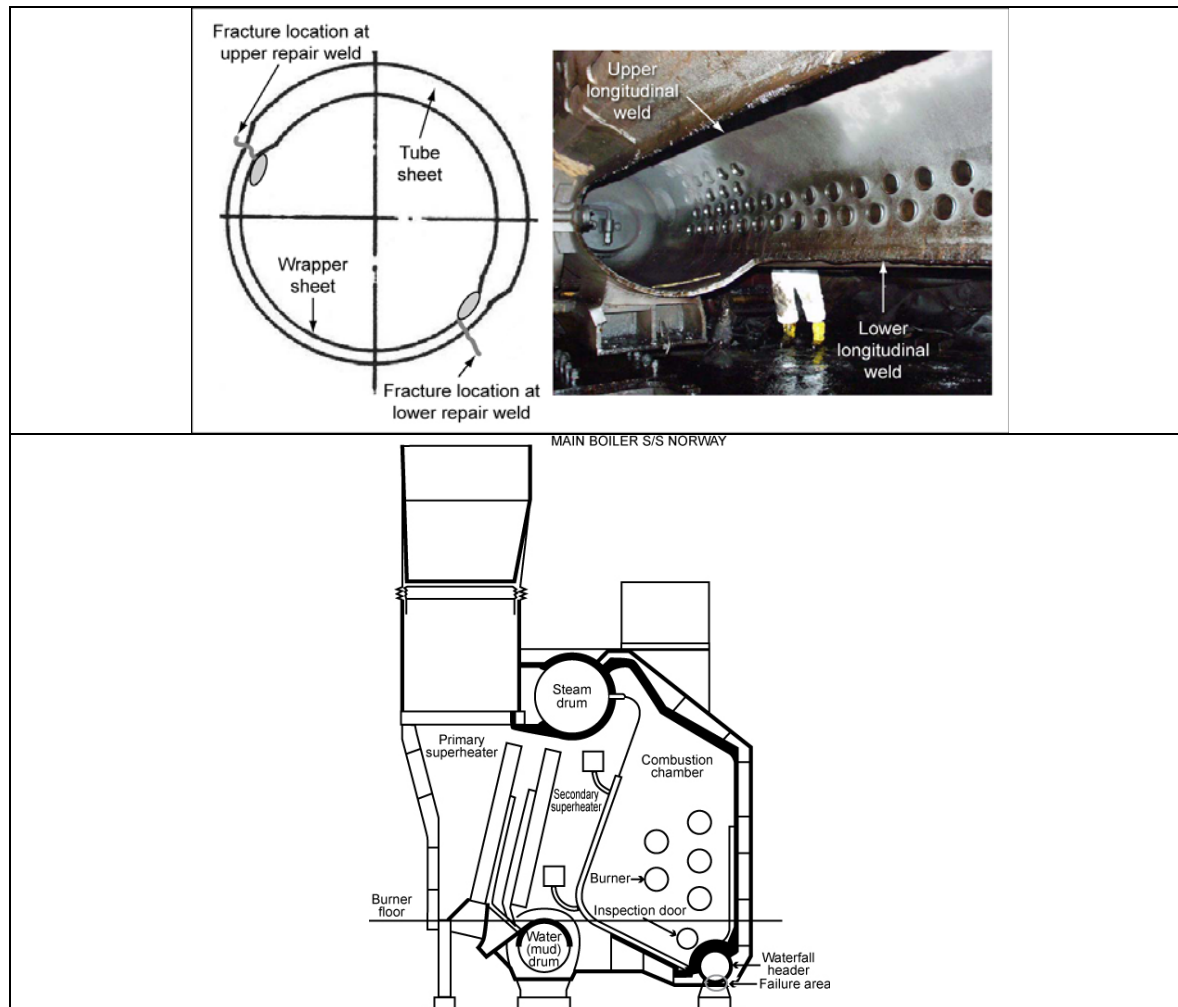 Fracture location at
upper repair weld
Tube
sheet
Wrapper
sheet
Fracture location at
lower repair weld
Upper
longitudinal
weld
Lower
longitudinal
weld
MAIN BOILER S/S NORWAY
Steam
drum
Primary
superheater
Combustion
chamber
Secondary
superheater
Burner
Burner
floor
Inspection door
Water
(mud)
drum
Waterfall
header
Failure area